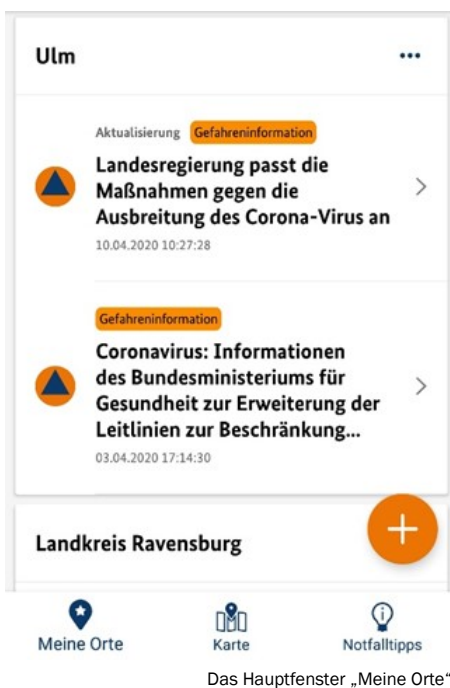 Ulm
Aktualisierung Gefahreninformation
Landesregierung passt die
Maßnahmen gegen die
Ausbreitung des Corona-Virus an
10.04.2020 10:27:28
Gefahreninformation
Coronavirus: Informationen
des Bundesministeriums für
Gesundheit zur Erweiterung der
Leitlinien zur Beschränkung...
03.04.2020 17:14:30
Landkreis Ravensburg
Meine Orte Karte Notfalltipps
Das Hauptfenster „Meine Orte“